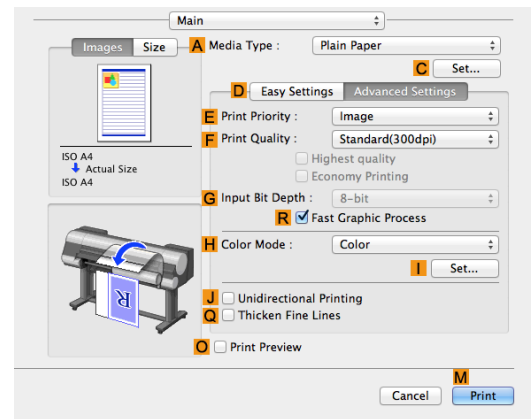 Main
Images Size A Media Type : Plain Paper
C Set...
D Easy Settings Advanced Settings
E Print Priority : Image
F Print Quality : Standard(300dpi)
Highest quality
Economy Printing
ISO A4
Actual Size
ISO A4
G Input Bit Depth : 8-bit
R Fast Graphic Process
H Color Mode : Color
I Set...
R
J Unidirectional Printing
Q Thicken Fine Lines
O Print Preview
M
Cancel Print